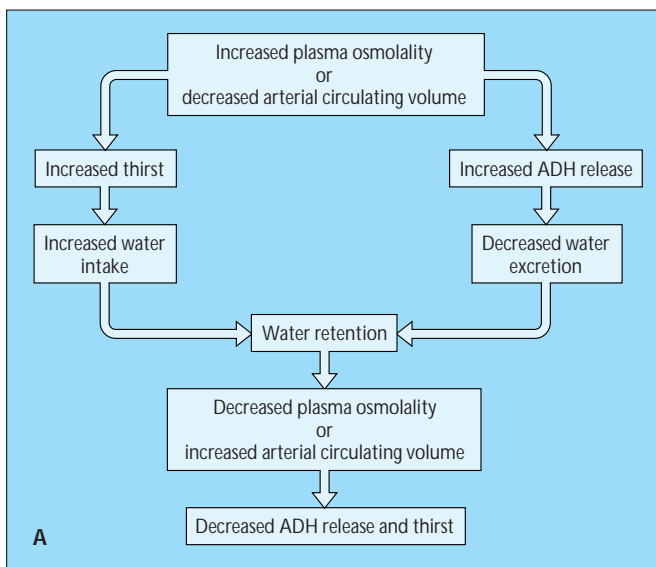 Increased plasma osmolality
or
decreased arterial circulating volume
Increased thirst
Increased ADH release
Increased water
intake
Decreased water
excretion
Water retention
Decreased plasma osmolality
or
increased arterial circulating volume
Decreased ADH release and thirst
A